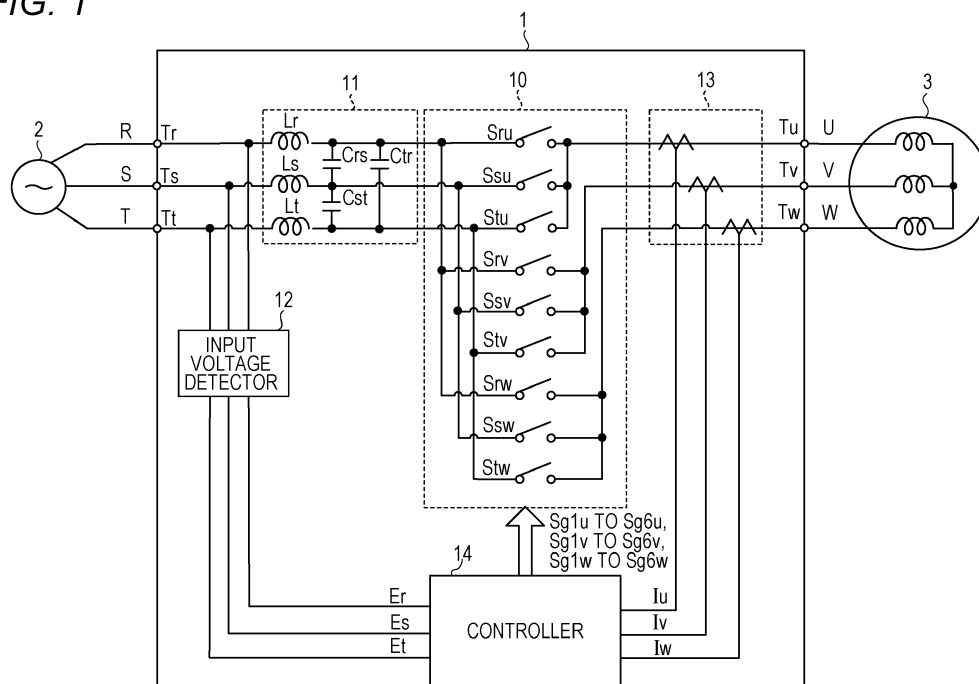 FIG. 1
1
11
10
13
3
2
R
Tr
Lr
Crs
Ctr
Sru
Tu
U
S
Ts
Ls
Ssu
Tv
V
Cst
T
Tt
Lt
Stu
Tw
W
Srv
Ssv
12
INPUT
VOLTAGE
DETECTOR
Stv
Srw
Ssw
Stw
Sg1u TO Sg6u,
Sg1v TO Sg6v,
Sg1w TO Sg6w
14
Er
Es
Et
CONTROLLER
Iu
Iv
Iw